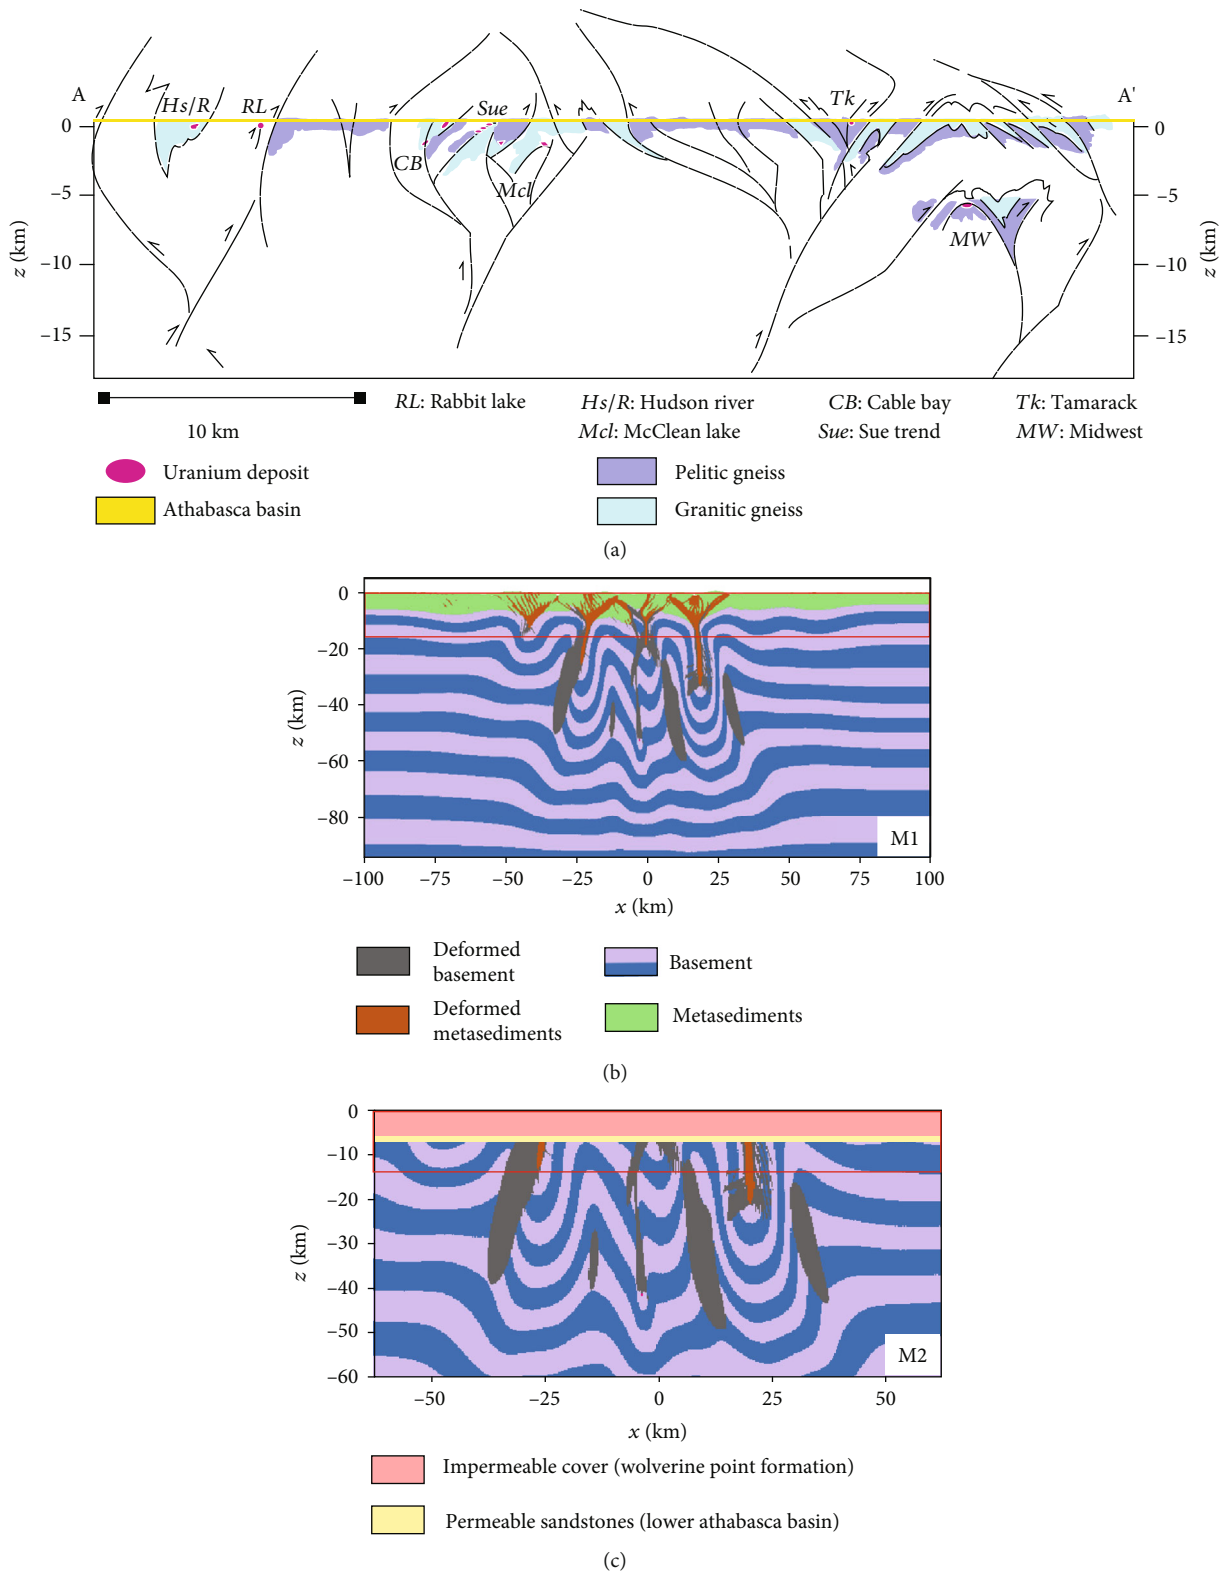 A
A'
Hs/R
RL
Sue
Tk
CB
Mcl
MW
0
−5
−10
−15
z (km)
0
−5
−10
−15
z (km)
10 km
RL: Rabbit lake
Hs/R: Hudson river
CB: Cable bay
Tk: Tamarack
Mcl: McClean lake
Sue: Sue trend
MW: Midwest
Uranium deposit
Pelitic gneiss
Athabasca basin
Granitic gneiss
(a)
0
−20
−40
−60
−80
z (km)
M1
−100 −75 −50 −25 0 25 50 75 100
x (km)
Deformed
basement
Basement
Deformed
metasediments
Metasediments
(b)
0
−10
−20
−30
−40
−50
−60
z (km)
M2
−50 −25 0 25 50
x (km)
Impermeable cover (wolverine point formation)
Permeable sandstones (lower athabasca basin)
(c)